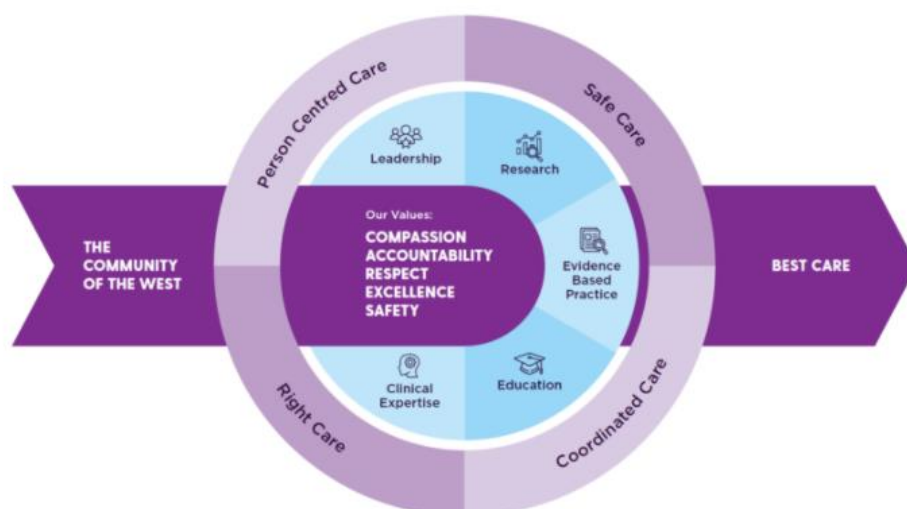 Person Centred Care
Safe Care
Leadership
Research
THE
COMMUNITY
OF THE WEST
Our Values:
COMPASSION
ACCOUNTABILITY
RESPECT
EXCELLENCE
SAFETY
Evidence
Based
Practice
BEST CARE
Clinical
Expertise
Education
Right Care
Coordinated Care